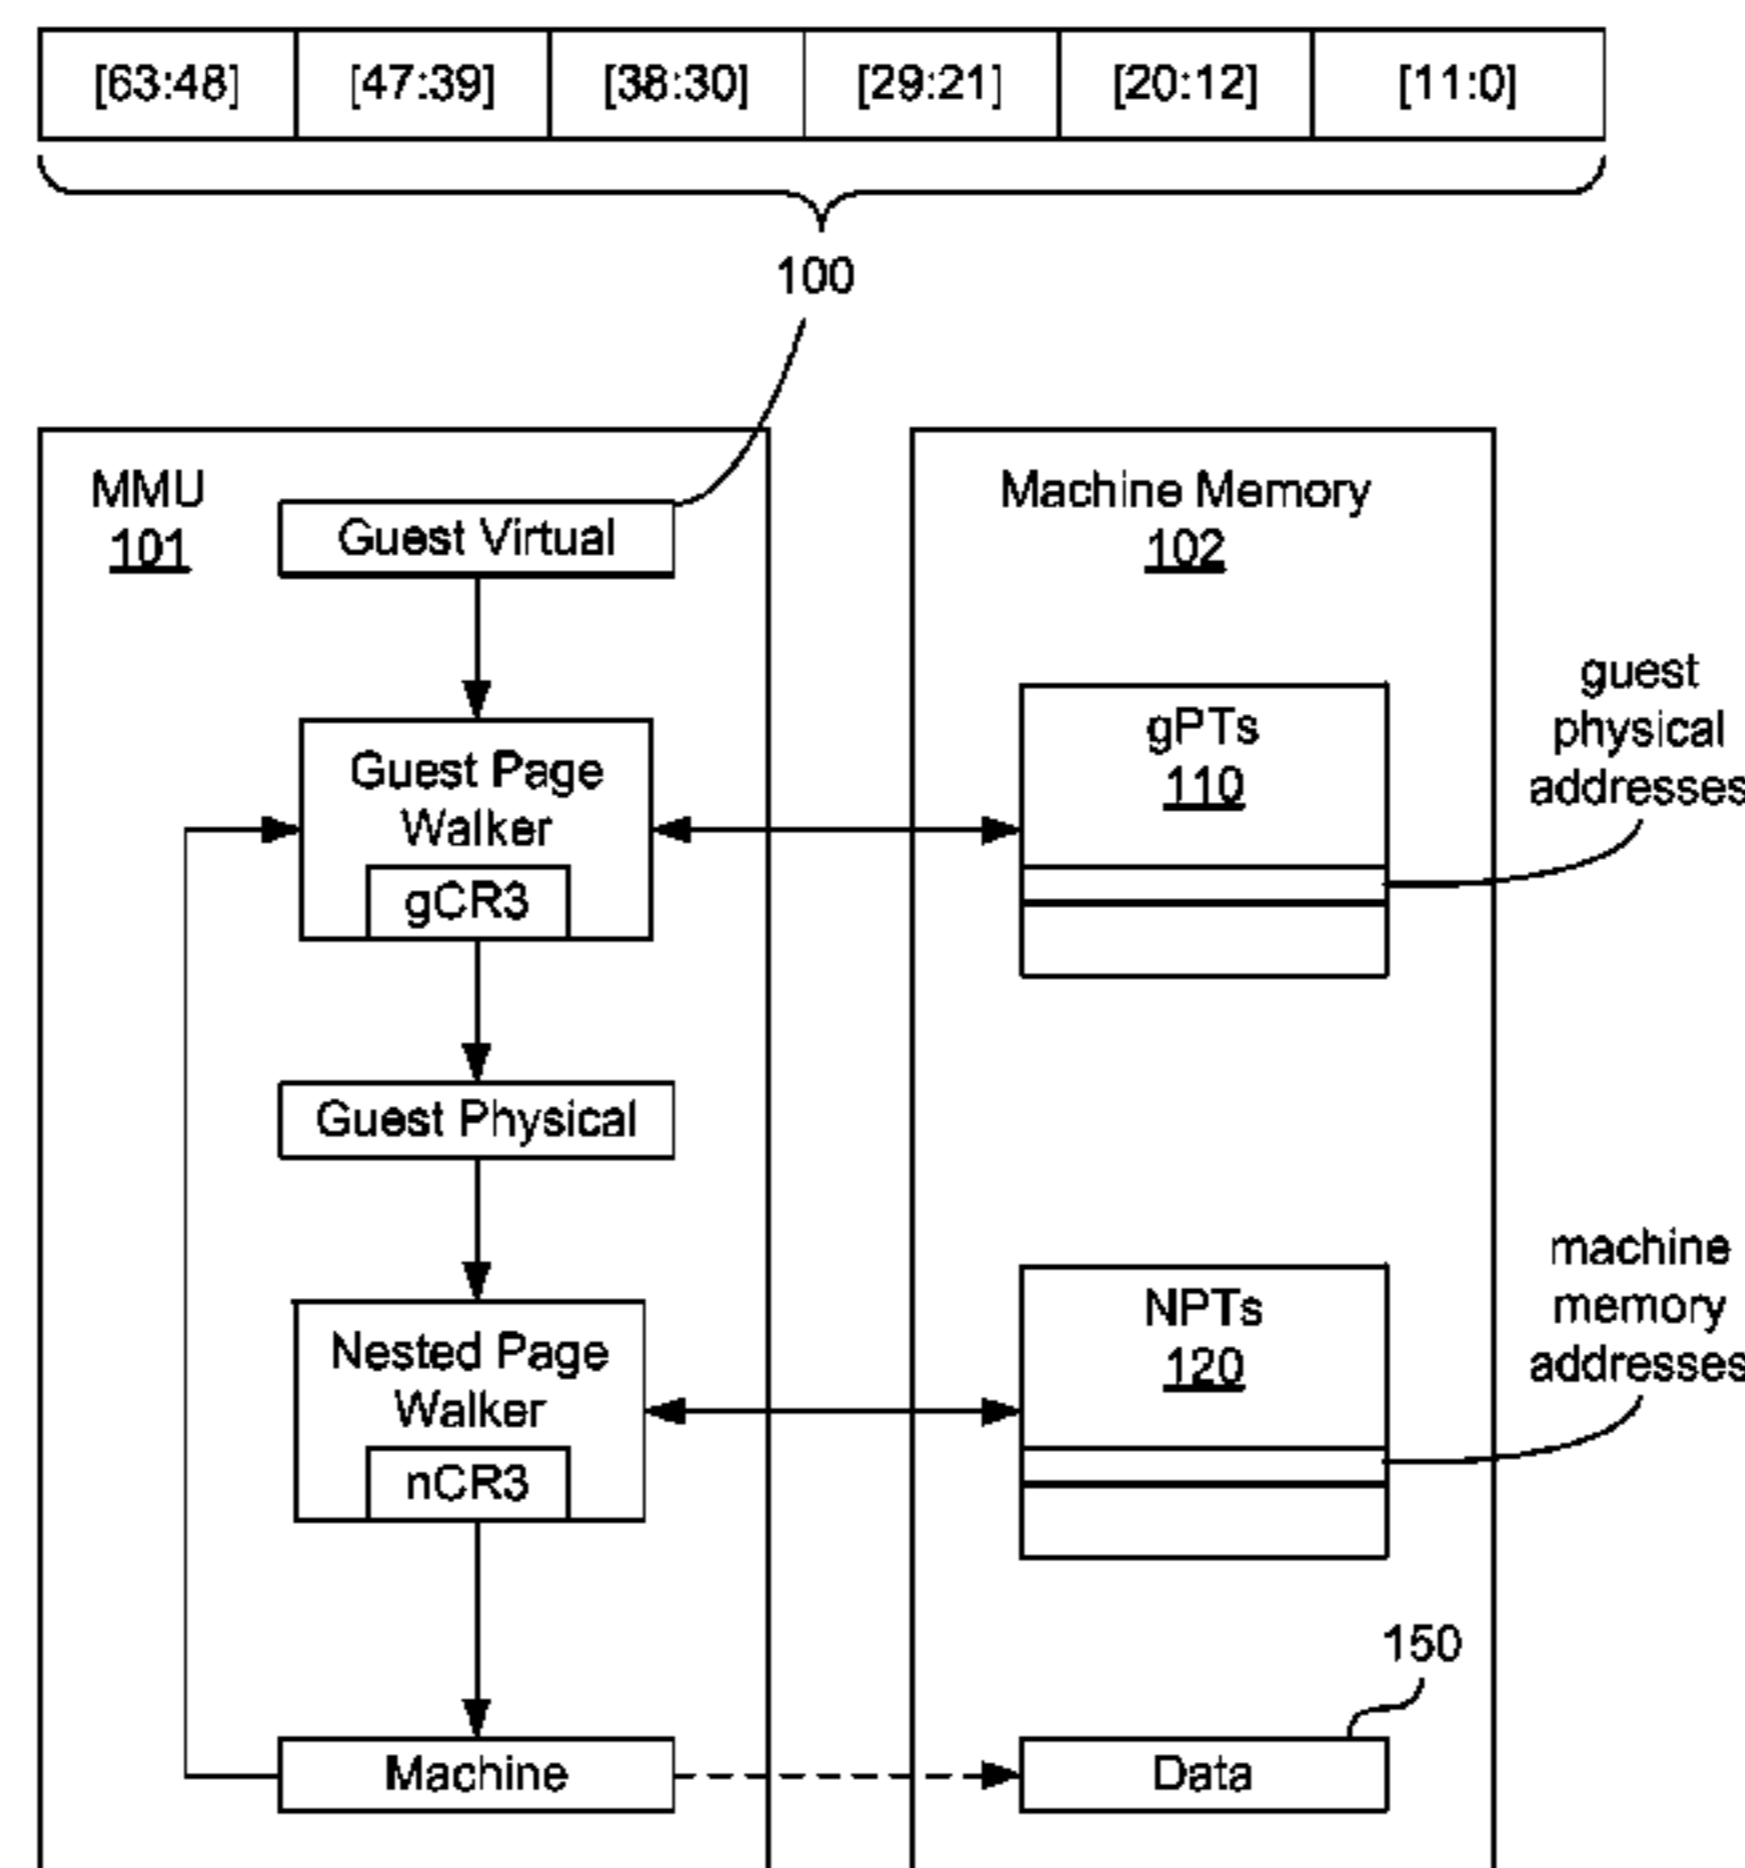 [63:48] [47:39] [38:30] [29:21] [20:12] [11:0]
100
MMU
101
Guest Virtual
Machine Memory
102
Guest Page
Walker
gCR3
gPTs
110
guest
physical
addresses
Guest Physical
Nested Page
Walker
nCR3
NPTs
120
machine
memory
addresses
150
Machine
Data